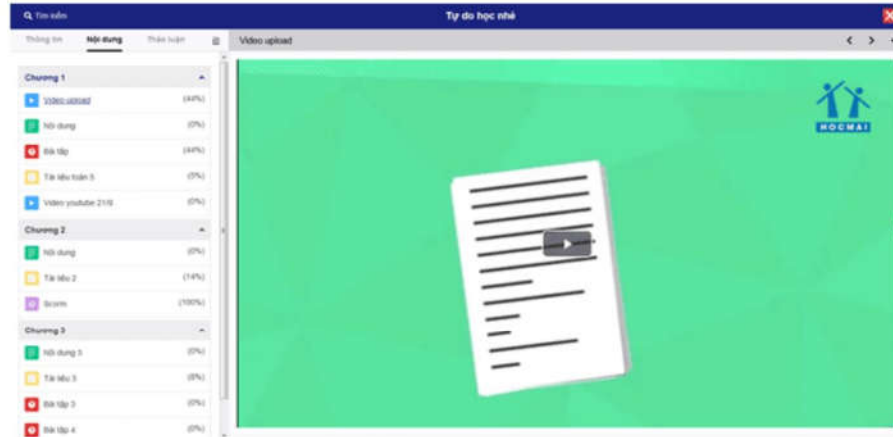 Tìm kiếm
Tự do học nhé
Thông tin
Nội dung
Thảo luận
Video upload
Chương 1
Video upload (44%)
Nội dung (0%)
Bài tập (44%)
Tài liệu toán 5 (5%)
Video youtube 21/8 (0%)
Chương 2
Nội dung (0%)
Tài liệu 2 (14%)
Scorm (100%)
Chương 3
Nội dung 3 (0%)
Tài liệu 3 (8%)
Bài tập 3 (0%)
Bài tập 4 (0%)
HOCMAI